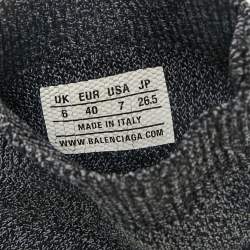 UK EUR USA JP
6 40 7 26.5
MADE IN ITALY
WWW.BALENCIAGA.COM